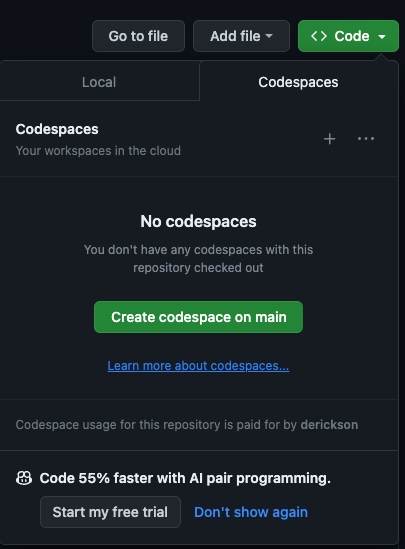 Go to file Add file Code
Local Codespaces
Codespaces
Your workspaces in the cloud
No codespaces
You don't have any codespaces with this
repository checked out
Create codespace on main
Learn more about codespaces...
Codespace usage for this repository is paid for by derickson
Code 55% faster with AI pair programming.
Start my free trial Don't show again